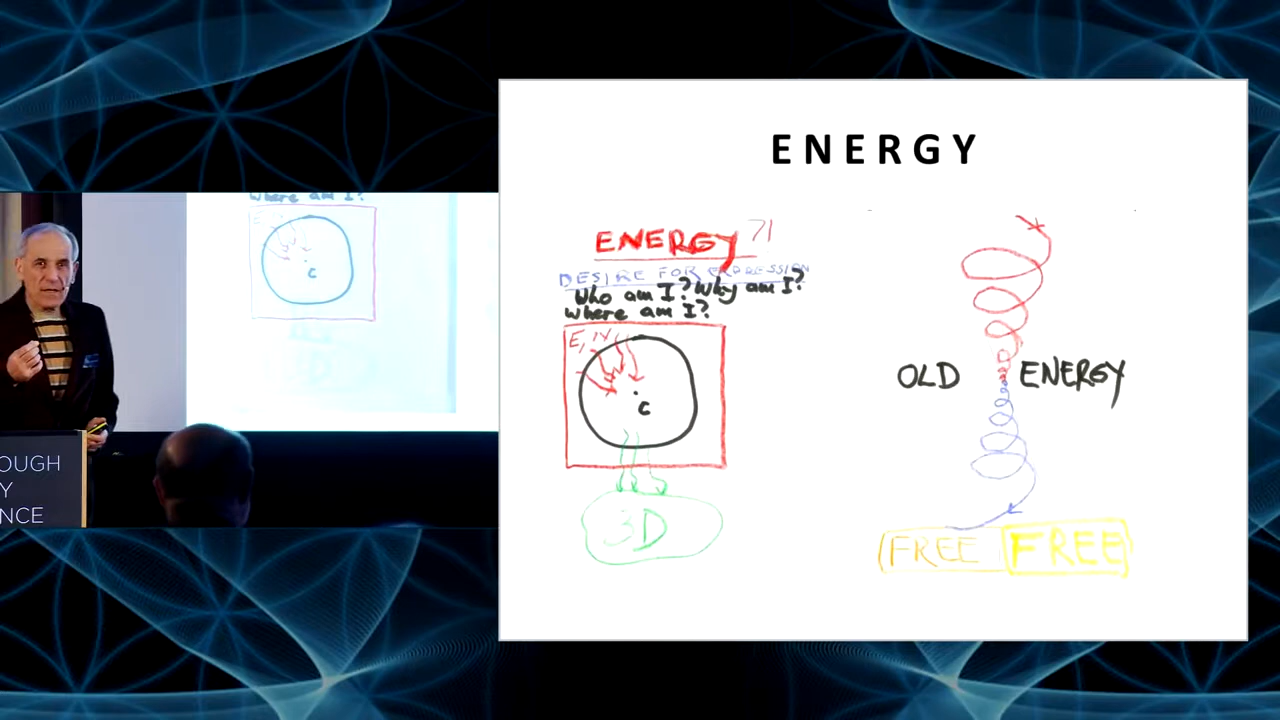 Where am I?
C
OUGH
Y
NCE
ENERGY
ENERGY 71
DESIRE FOR EXPRESSION
Who am I? Why am I?
Where am I?
E,
C
3D
OLD ENERGY
FREE FREE